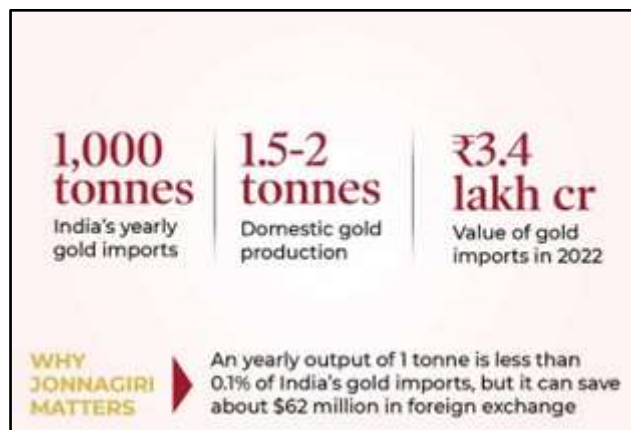 1,000
tonnes
India's yearly
gold imports
1.5-2
tonnes
Domestic gold
production
₹3.4
lakh cr
Value of gold
imports in 2022
WHY
JONNAGIRI
MATTERS
An yearly output of 1 tonne is less than
0.1% of India's gold imports, but it can save
about $62 million in foreign exchange